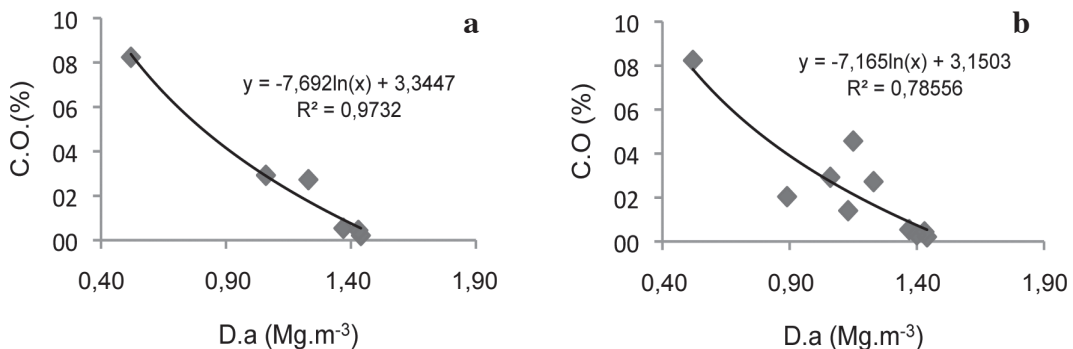 a
10
08
06
04
02
00
C.O.(%)
y = -7,692ln(x) + 3,3447
R² = 0,9732
0,40 0,90 1,40 1,90
D.a (Mg.m-³)
b
10
08
06
04
02
00
C.O (%)
y = -7,165ln(x) + 3,1503
R² = 0,78556
0,40 0,90 1,40 1,90
D.a (Mg.m-³)